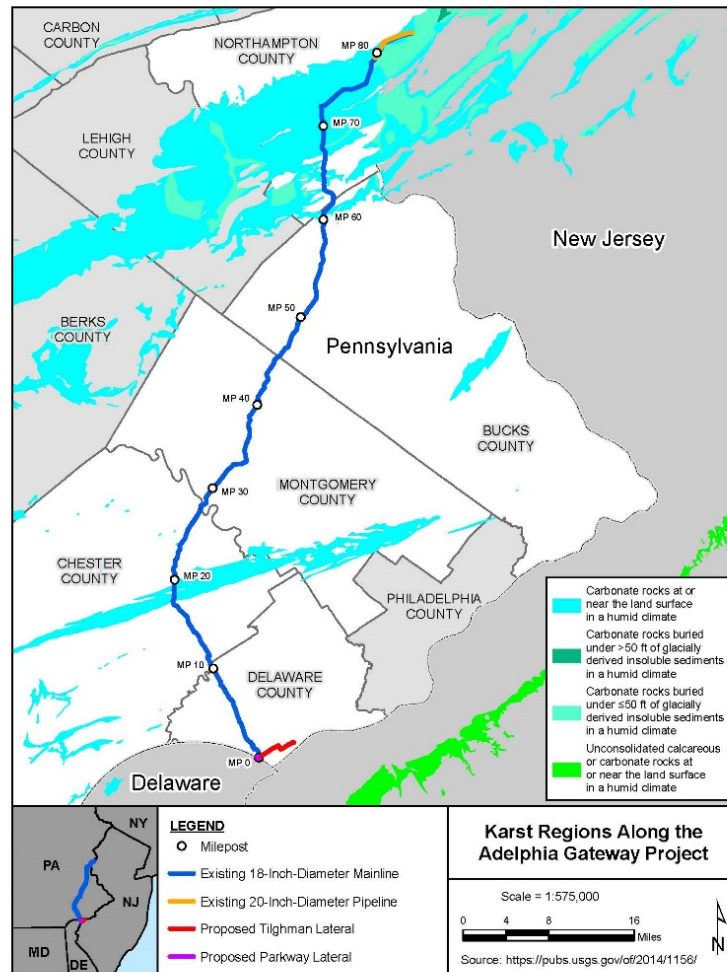 CARBON
COUNTY
NORTHAMPTON
COUNTY
MP 80
MP 70
LEHIGH
COUNTY
MP 60
New Jersey
MP 50
BERKS
COUNTY
Pennsylvania
MP 40
BUCKS
COUNTY
MP 30
MONTGOMERY
COUNTY
CHESTER
COUNTY
MP 20
PHILADELPHIA
COUNTY
MP 10
DELAWARE
COUNTY
MP 0
Delaware
Carbonate rocks at or
near the land surface
in a humid climate
Carbonate rocks buried
under >50 ft of glacially
derived insoluble sediments
in a humid climate
Carbonate rocks buried
under ≤50 ft of glacially
derived insoluble sediments
in a humid climate
Unconsolidated calcareous
or carbonate rocks at
or near the land surface
in a humid climate
NY
PA
NJ
MD
DE
LEGEND
Milepost
Existing 18-Inch-Diameter Mainline
Existing 20-Inch-Diameter Pipeline
Proposed Tilghman Lateral
Proposed Parkway Lateral
Karst Regions Along the
Adelphia Gateway Project
Scale = 1:575,000
0 4 8 16
Miles
N
Source: https://pubs.usgs.gov/of/2014/1156/